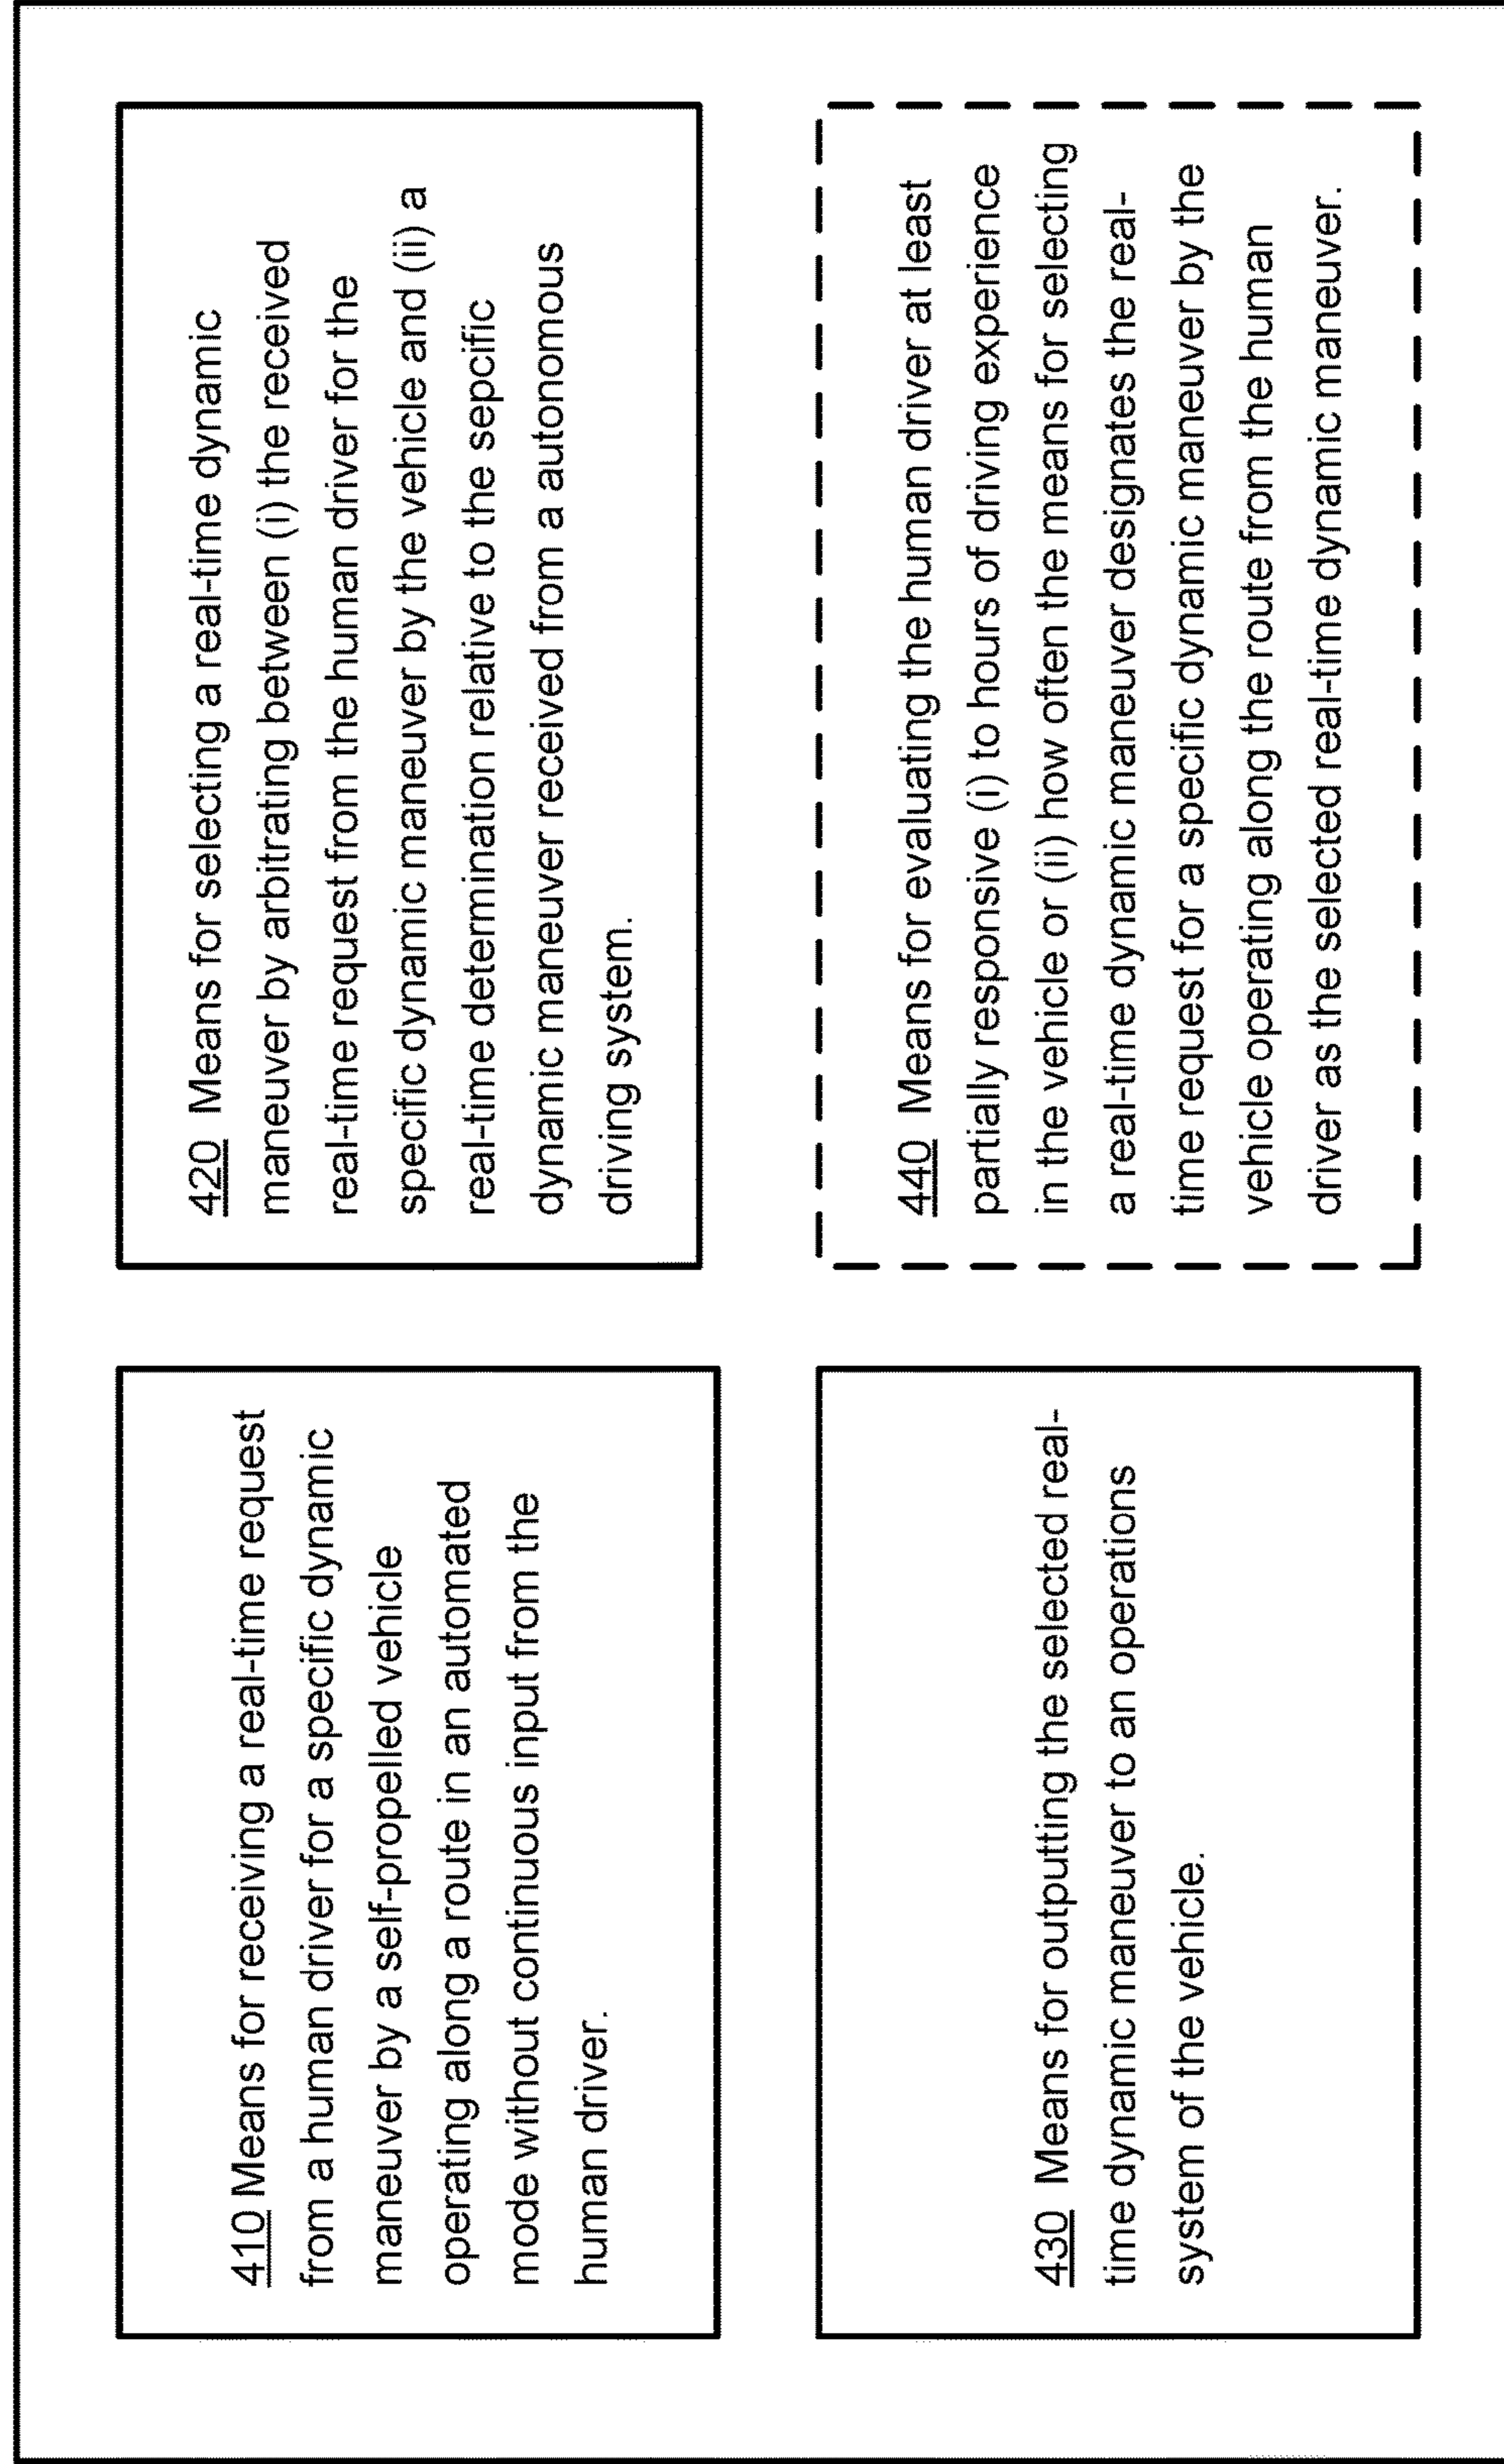 410 Means for receiving a real-time request
from a human driver for a specific dynamic
maneuver by a self-propelled vehicle
operating along a route in an automated
mode without continuous input from the
human driver.
420 Means for selecting a real-time dynamic
maneuver by arbitrating between (i) the received
real-time request from the human driver for the
specific dynamic maneuver by the vehicle and (ii) a
real-time determination relative to the sepcific
dynamic maneuver received from a autonomous
driving system.
430 Means for outputting the selected real-
time dynamic maneuver to an operations
system of the vehicle.
440 Means for evaluating the human driver at least
partially responsive (i) to hours of driving experience
in the vehicle or (ii) how often the means for selecting
a real-time dynamic maneuver designates the real-
time request for a specific dynamic maneuver by the
vehicle operating along the route from the human
driver as the selected real-time dynamic maneuver.